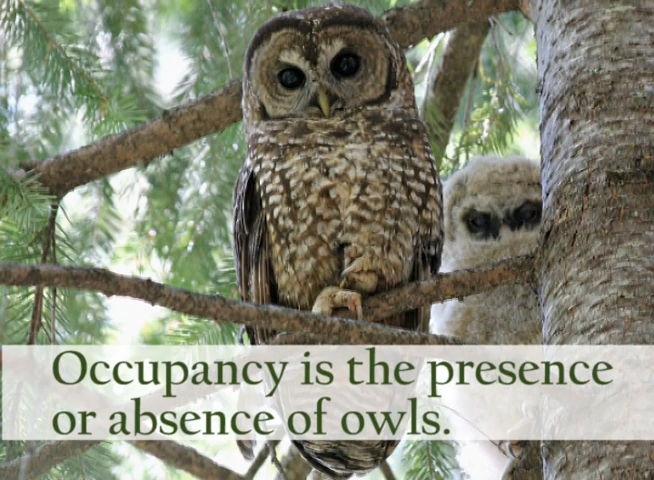 Occupancy is the presence
or absence of owls.